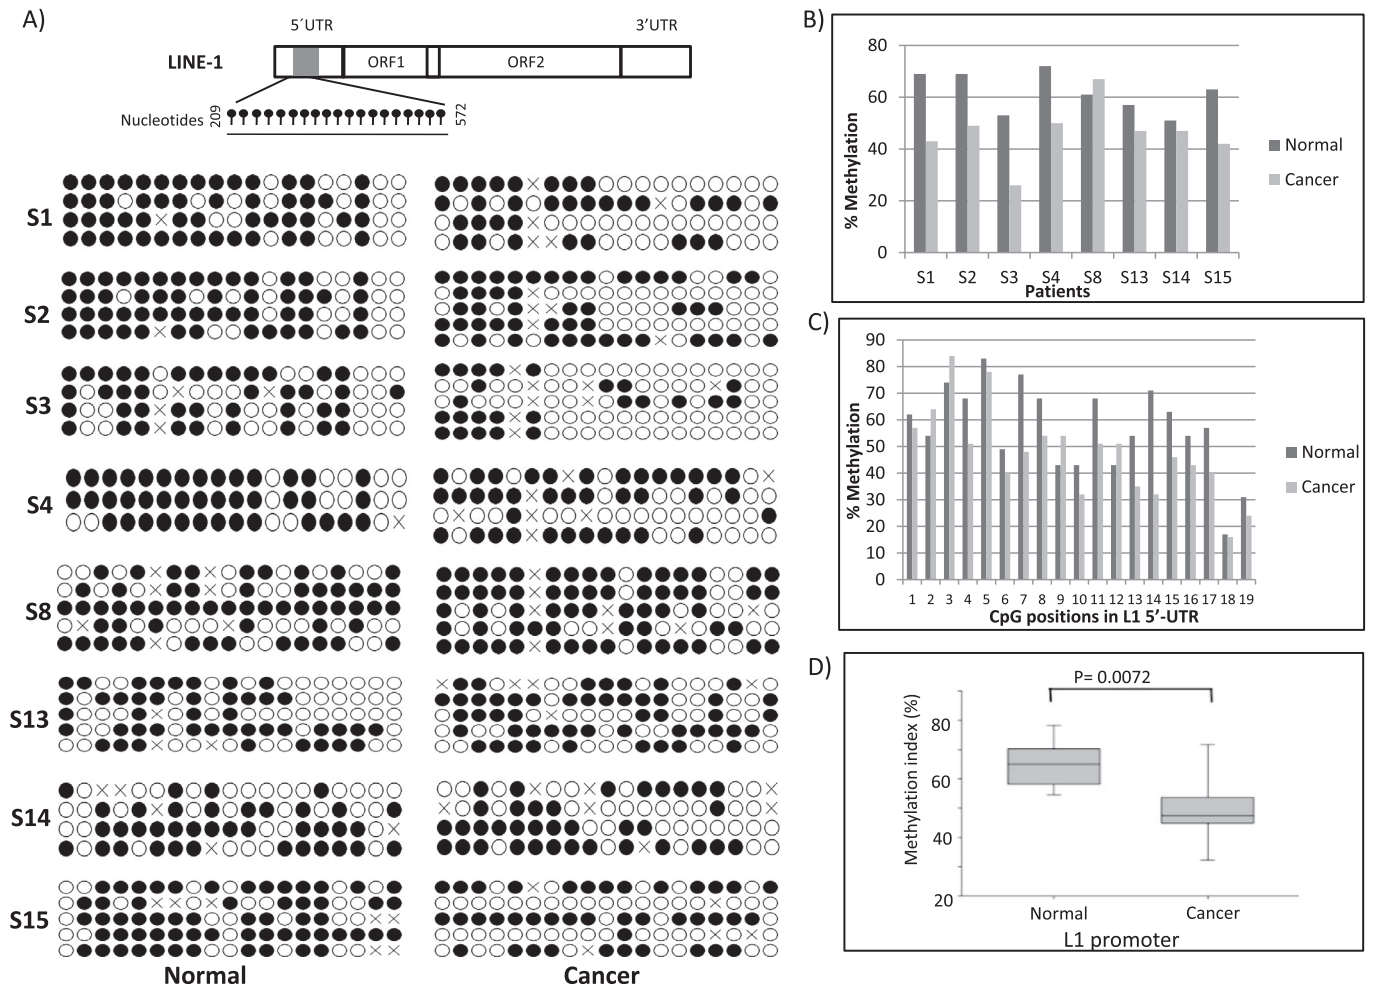 A)
5´UTR
3’UTR
LINE-1
ORF1
ORF2
Nucleotides
209
572
S1
S2
S3
S4
S8
S13
S14
S15
Normal
Cancer
B)
80
60
40
20
0
% Methylation
S1 S2 S3 S4 S8 S13 S14 S15
Patients
Normal
Cancer
C)
90
80
70
60
50
40
30
20
10
0
% Methylation
1 2 3 4 5 6 7 8 9 10 11 12 13 14 15 16 17 18 19
CpG positions in L1 5’-UTR
Normal
Cancer
D)
P= 0.0072
80
60
40
20
Methylation index (%)
Normal Cancer
L1 promoter